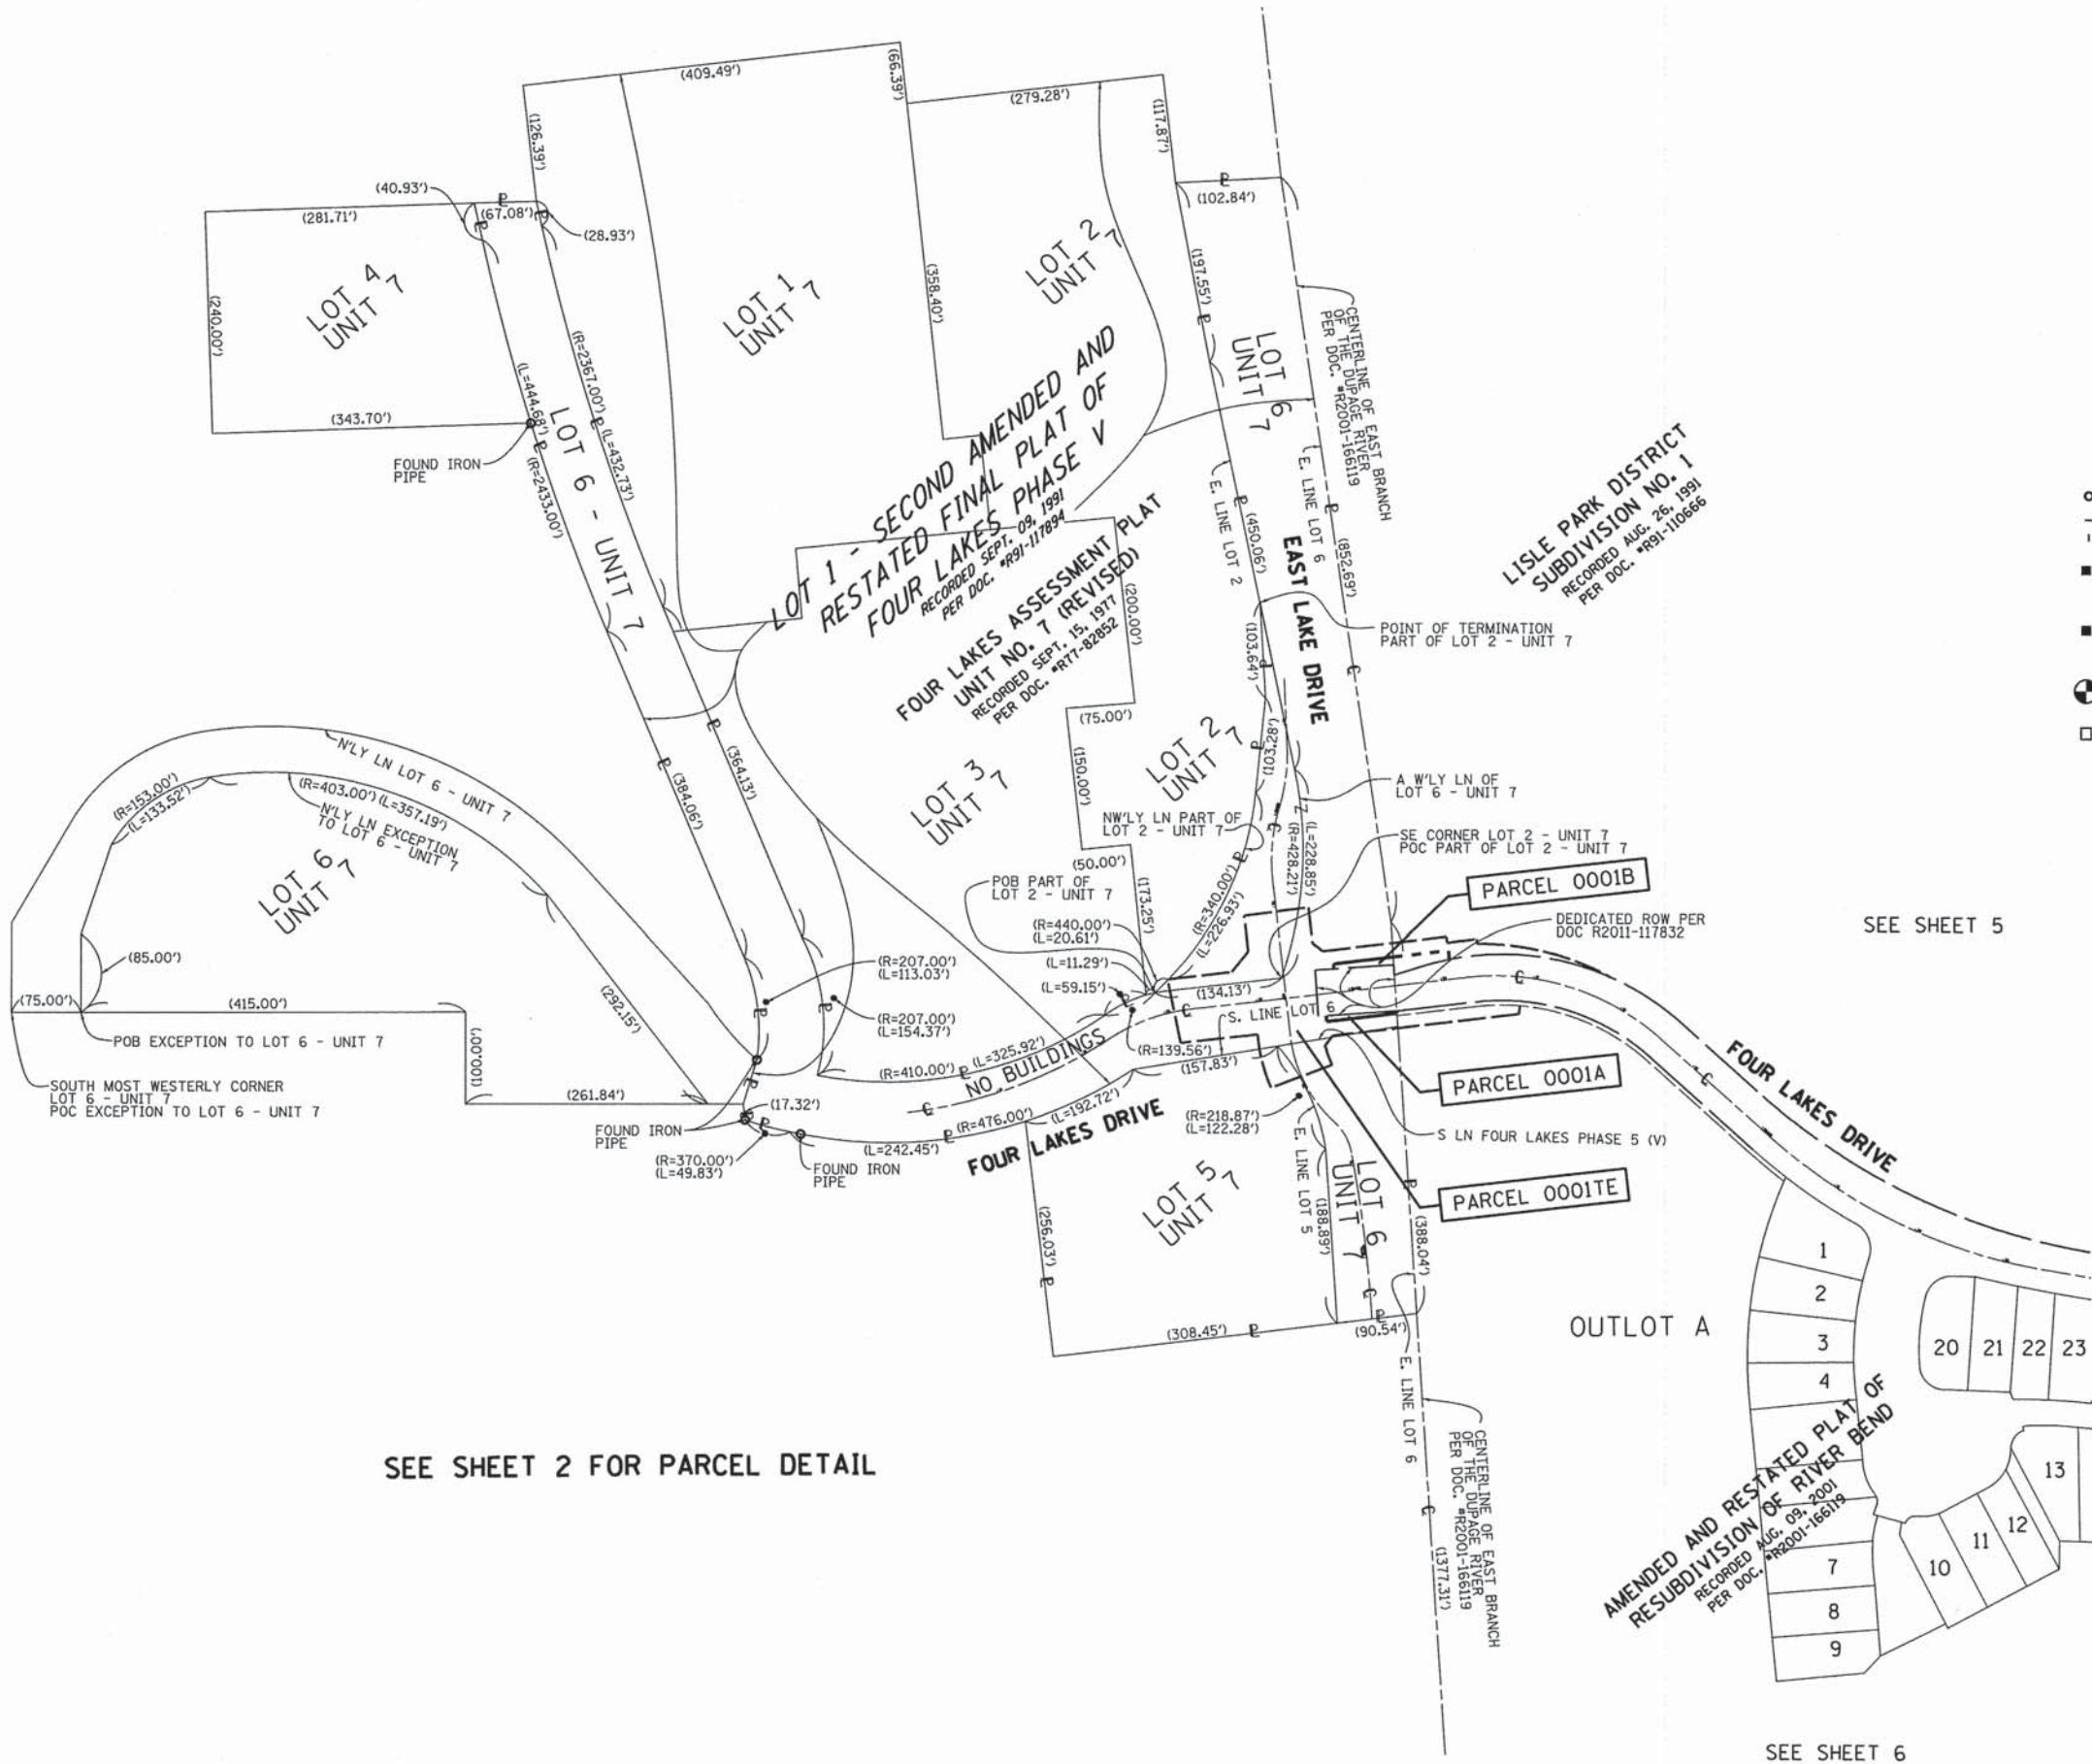 (409.49')
(66.39')
(279.28')
(117.87')
(126.39')
(40.93')
(281.71')
(67.08')
(28.93')
(102.84')
LOT 4
UNIT 7
(240.00')
(343.70')
FOUND IRON
PIPE
(L=444.68')
(R=2433.00')
(R=2367.00')
(L=432.73')
LOT 6 - UNIT 7
LOT 1
UNIT 7
(358.40')
LOT 2
UNIT 7
(197.55')
LOT 6
UNIT 7
CENTERLINE OF EAST BRANCH
OF THE DUPAGE RIVER
PER DOC. #R2001-166119
LOT 1 - SECOND AMENDED AND
RESTATED FINAL PLAT OF
FOUR LAKES PHASE V
RECORDED SEPT. 09, 1991
PER DOC. #R91-117894
FOUR LAKES ASSESSMENT PLAT
UNIT NO. 7 (REVISED)
RECORDED SEPT. 15, 1977
PER DOC. #R77-82852
E. LINE LOT 2
(450.06')
E. LINE LOT 6
(852.69')
EAST LAKE DRIVE
LISLE PARK DISTRICT
SUBDIVISION NO. 1
RECORDED AUG. 26, 1991
PER DOC. #R91-110666
POINT OF TERMINATION
PART OF LOT 2 - UNIT 7
(200.00')
(103.64')
(75.00')
(103.28')
(150.00')
LOT 2
UNIT 7
LOT 3
UNIT 7
(364.13')
(384.06')
A W'LY LN OF
LOT 6 - UNIT 7
NW'LY LN PART OF
LOT 2 - UNIT 7
(L=228.85')
(R=428.21')
SE CORNER LOT 2 - UNIT 7
POC PART OF LOT 2 - UNIT 7
(50.00')
(173.25')
POB PART OF
LOT 2 - UNIT 7
(R=340.00')
(L=226.93')
PARCEL 0001B
DEDICATED ROW PER
DOC R2011-117832
SEE SHEET 5
(R=440.00')
(L=20.61')
(L=11.29')
(L=59.15')
(134.13')
S. LINE LOT 6
N'LY LN LOT 6 - UNIT 7
(R=153.00')
(L=133.52')
(R=403.00') (L=357.19')
N'LY LN EXCEPTION
TO LOT 6 - UNIT 7
LOT 6
UNIT 7
(85.00')
(75.00')
(415.00')
(292.15')
(R=207.00')
(L=113.03')
(R=207.00')
(L=154.37')
POB EXCEPTION TO LOT 6 - UNIT 7
SOUTH MOST WESTERLY CORNER
LOT 6 - UNIT 7
POC EXCEPTION TO LOT 6 - UNIT 7
(100.00')
(261.84')
(17.32')
FOUND IRON
PIPE
(R=370.00')
(L=49.83')
FOUND IRON
PIPE
(R=410.00')
(L=325.92')
NO BUILDINGS
(R=139.56')
(157.83')
(R=476.00')
(L=192.72')
(L=242.45')
FOUR LAKES DRIVE
(R=218.87')
(L=122.28')
PARCEL 0001A
S LN FOUR LAKES PHASE 5 (V)
PARCEL 0001TE
FOUR LAKES DRIVE
FOUR LAKES DRIVE
LOT 5
UNIT 7
(256.03')
(308.45')
E. LINE LOT 5
(188.89')
LOT 6
UNIT 7
(388.04')
(90.54')
E. LINE LOT 6
CENTERLINE OF EAST BRANCH
OF THE DUPAGE RIVER
PER DOC. #R2001-166119
(1377.31')
OUTLOT A
1
2
3
4
7
8
9
10
11
12
13
20
21
22
23
AMENDED AND RESTATED PLAT OF
RESUBDIVISION OF RIVER BEND
RECORDED AUG. 09, 2001
PER DOC. #R2001-166119
SEE SHEET 2 FOR PARCEL DETAIL
SEE SHEET 6